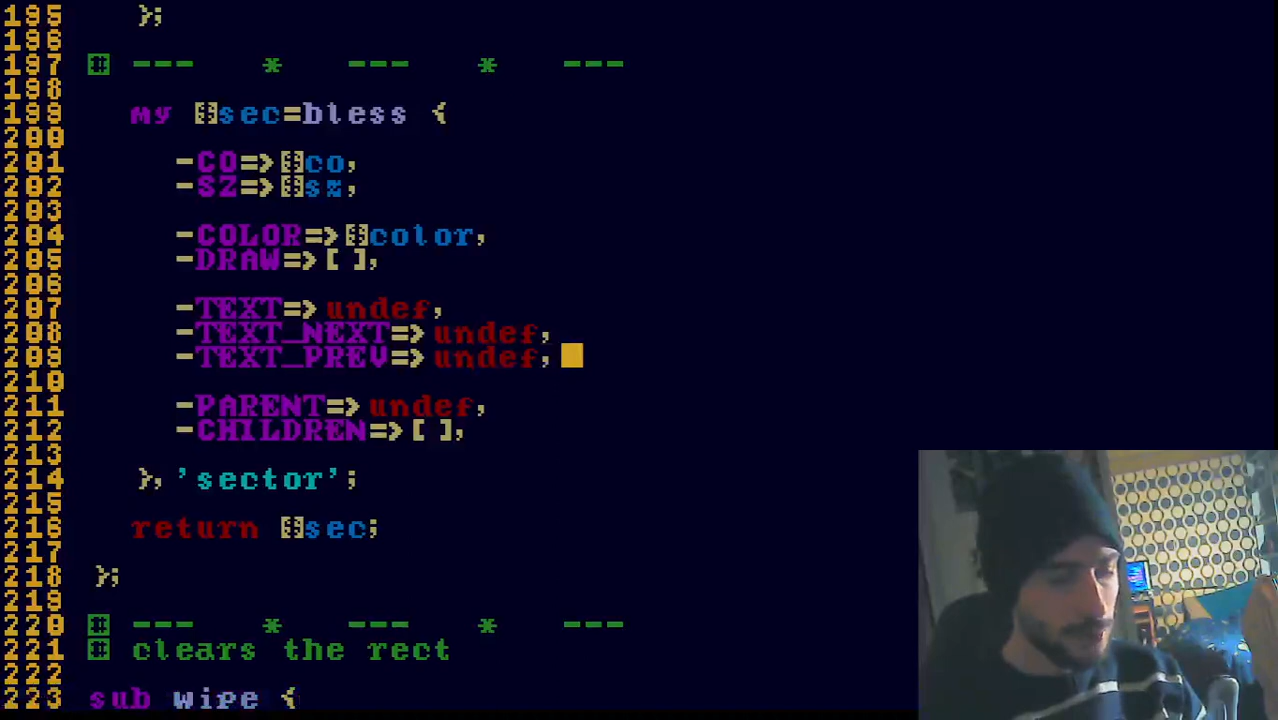 195 };
196
197 # --- * --- * ---
198
199 my $sec=bless {
200
201 -CO=>$co,
202 -SZ=>$sz,
203
204 -COLOR=>$color,
205 -DRAW=>[],
206
207 -TEXT=>undef,
208 -TEXT_NEXT=>undef,
209 -TEXT_PREV=>undef,
210
211 -PARENT=>undef,
212 -CHILDREN=>[],
213
214 },'sector';
215
216 return $sec;
217
218 };
219
220 # --- * --- * ---
221 # clears the rect
222
223 sub wipe {